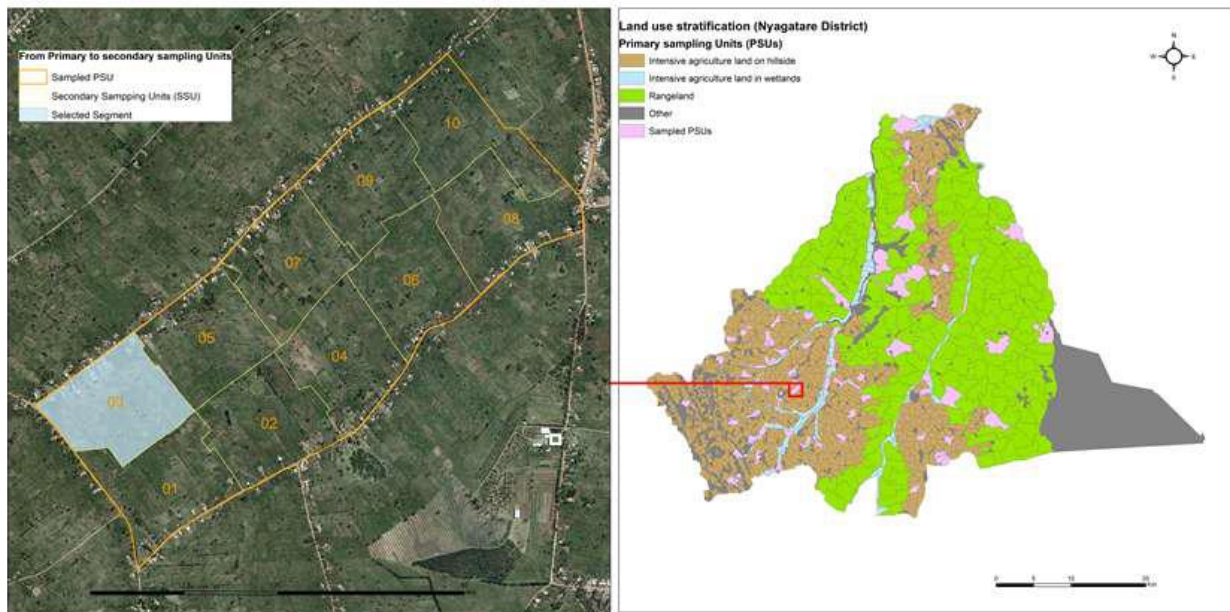 From Primary to secondary sampling Units
Sampled PSU
Secondary Sampping Units (SSU)
Selected Segment
10
09
08
07
06
05
04
03
02
01
Land use stratification (Nyagatare District)
Primary sampling Units (PSUs)
Intensive agriculture land on hillside
Intensive agriculture land in wetlands
Rangeland
Other
Sampled PSUs
N
W
E
S
0
5
10